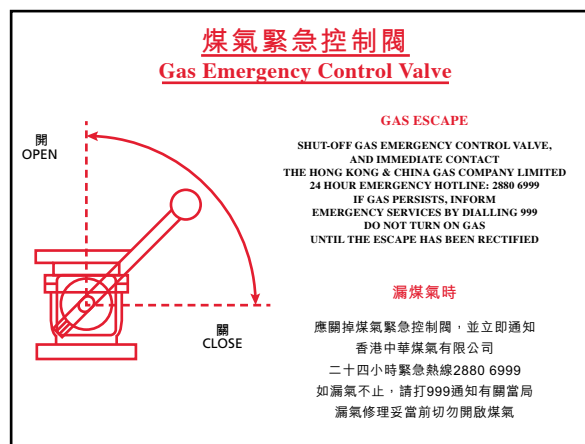 煤氣緊急控制閥
Gas Emergency Control Valve
開
OPEN
關
CLOSE
GAS ESCAPE
SHUT-OFF GAS EMERGENCY CONTROL VALVE,
AND IMMEDIATE CONTACT
THE HONG KONG & CHINA GAS COMPANY LIMITED
24 HOUR EMERGENCY HOTLINE: 2880 6999
IF GAS PERSISTS, INFORM
EMERGENCY SERVICES BY DIALLING 999
DO NOT TURN ON GAS
UNTIL THE ESCAPE HAS BEEN RECTIFIED
漏煤氣時
應關掉煤氣緊急控制閥，並立即通知
香港中華煤氣有限公司
二十四小時緊急熱線2880 6999
如漏氣不止，請打999通知有關當局
漏氣修理妥當前切勿開啟煤氣